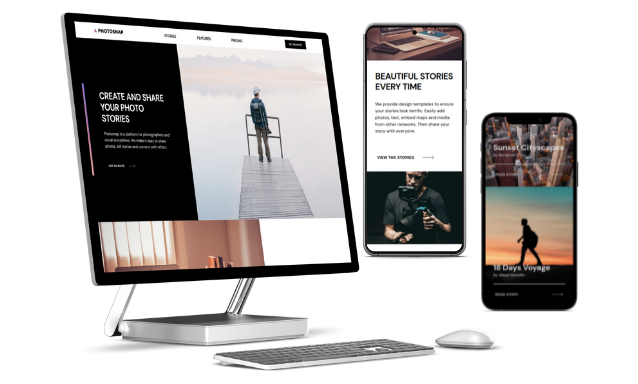 PHOTOSNAP
STORIES
FEATURES
PRICING
GET AN INVITE
CREATE AND SHARE
YOUR PHOTO
STORIES
Photosnap is a platform for photographers and
visual storytellers. We make it easy to share
photos, tell stories and connect with others.
GET AN INVITE
BEAUTIFUL STORIES
EVERY TIME
We provide design templates to ensure
your stories look terrific. Easily add
photos, text, embed maps and media
from other networks. Then share your
story with everyone.
VIEW THE STORIES
Sunset Cityscapes
READ STORY
18 Days Voyage
READ STORY